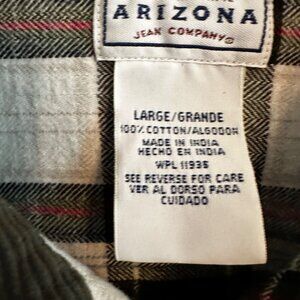 ARIZONA
JEAN COMPANY®
LARGE/GRANDE
100% COTTON/ALGODON
MADE IN INDIA
HECHO EN INDIA
WPL 11935
SEE REVERSE FOR CARE
VER AL DORSO PARA
CUIDADO